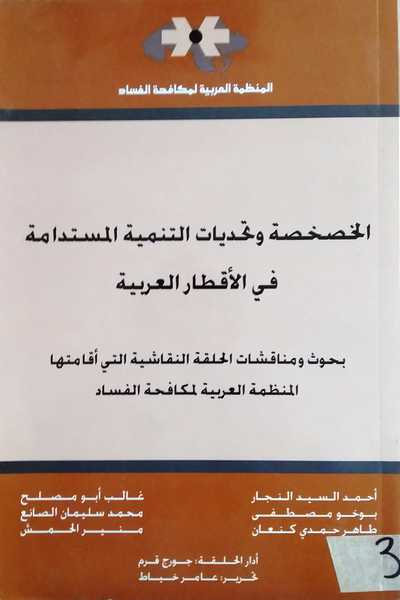 المنظمة العربية لمكافحة الفساد
الخصخصة وتحديات التنمية المستدامة
في الأقطار العربية
بحوث ومناقشات الحلقة النقاشية التي أقامتها
المنظمة العربية لمكافحة الفساد
أحمد السيد النجار
بوخو مصطفى
طاهر حمدي كنعان
غالب أبو مصلح
محمد سليمان الصانع
منير الحمش
أدار الحلقة: جورج قرم
تحرير: عامر خياط
3